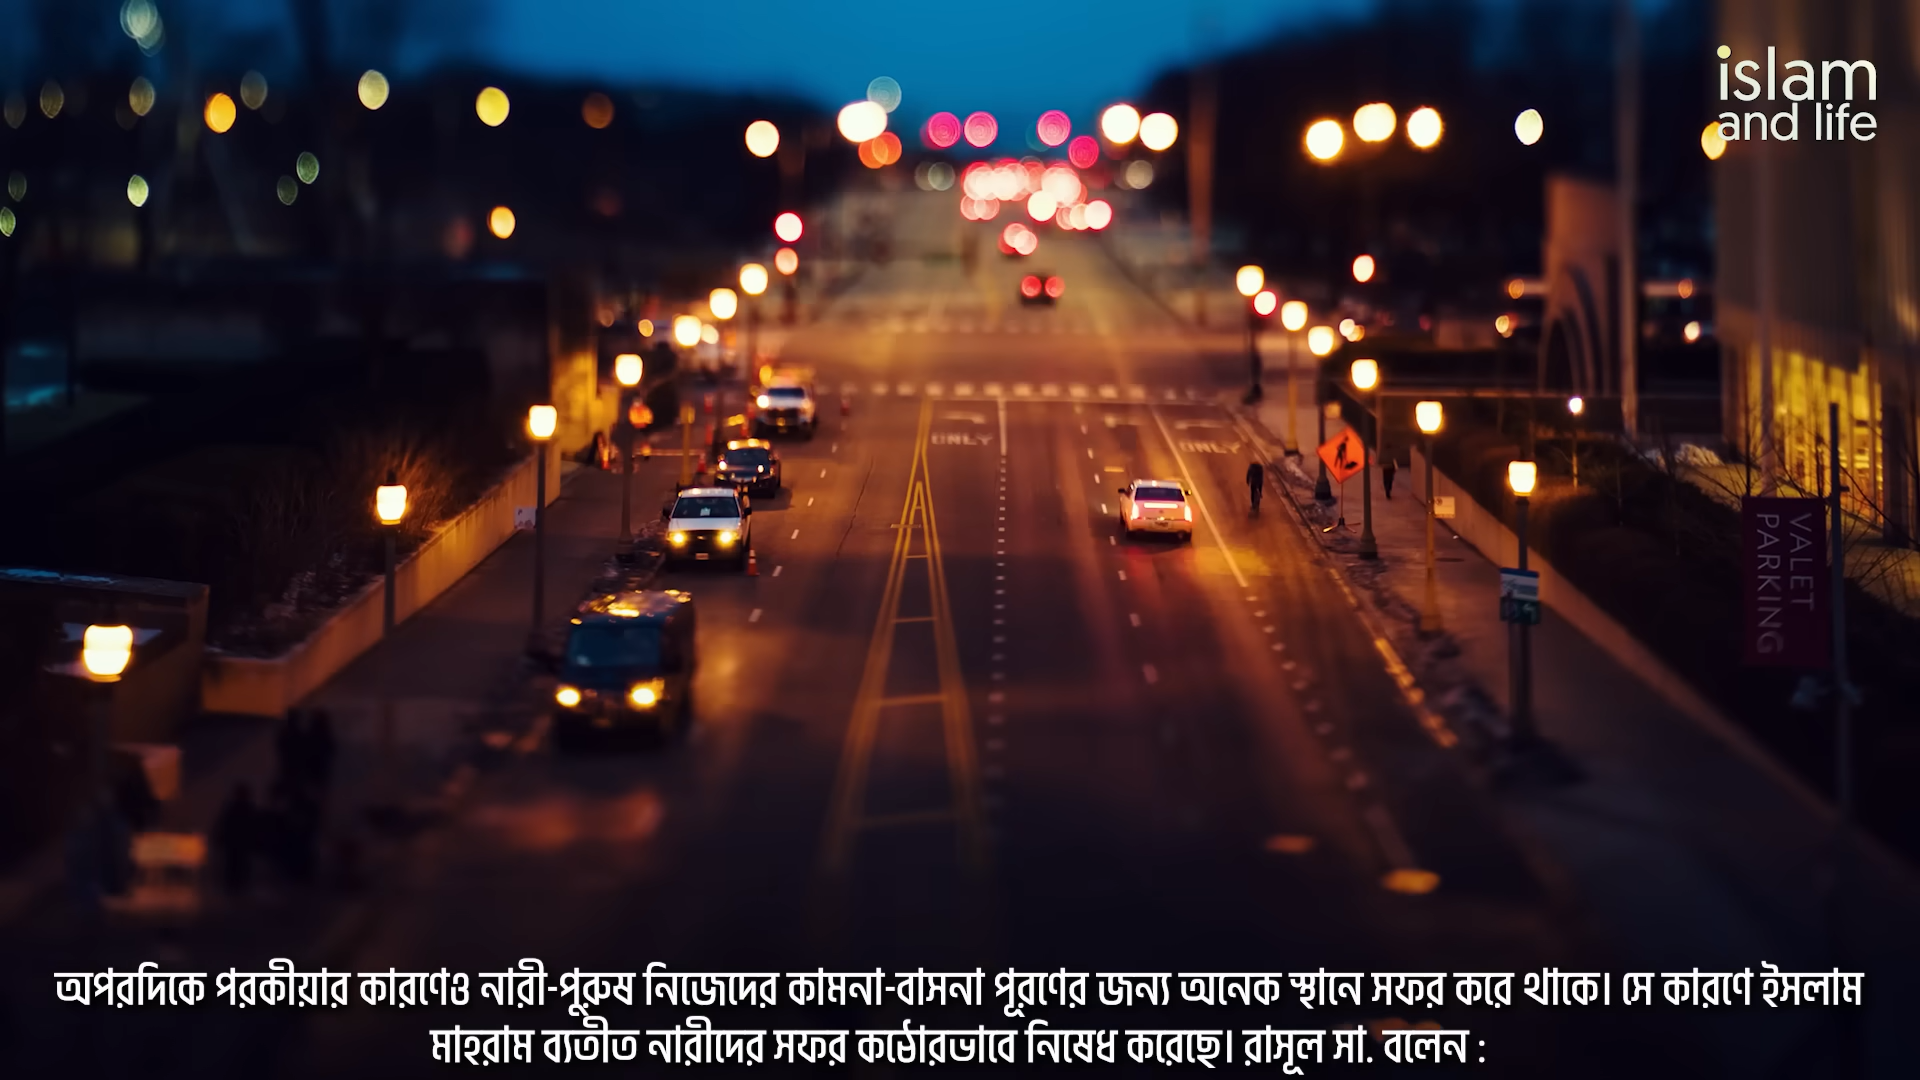 islam
and life
ONLY
ONLY
VALET
PARKING
অপরদিকে পরকীয়ার কারণেও নারী-পুরুষ নিজেদের কামনা-বাসনা পূরণের জন্য অনেক স্থানে সফর করে থাকে। সে কারণে ইসলাম
মাহরাম ব্যতীত নারীদের সফর কঠোরভাবে নিষেধ করেছে। রাসূল সা. বলেন :